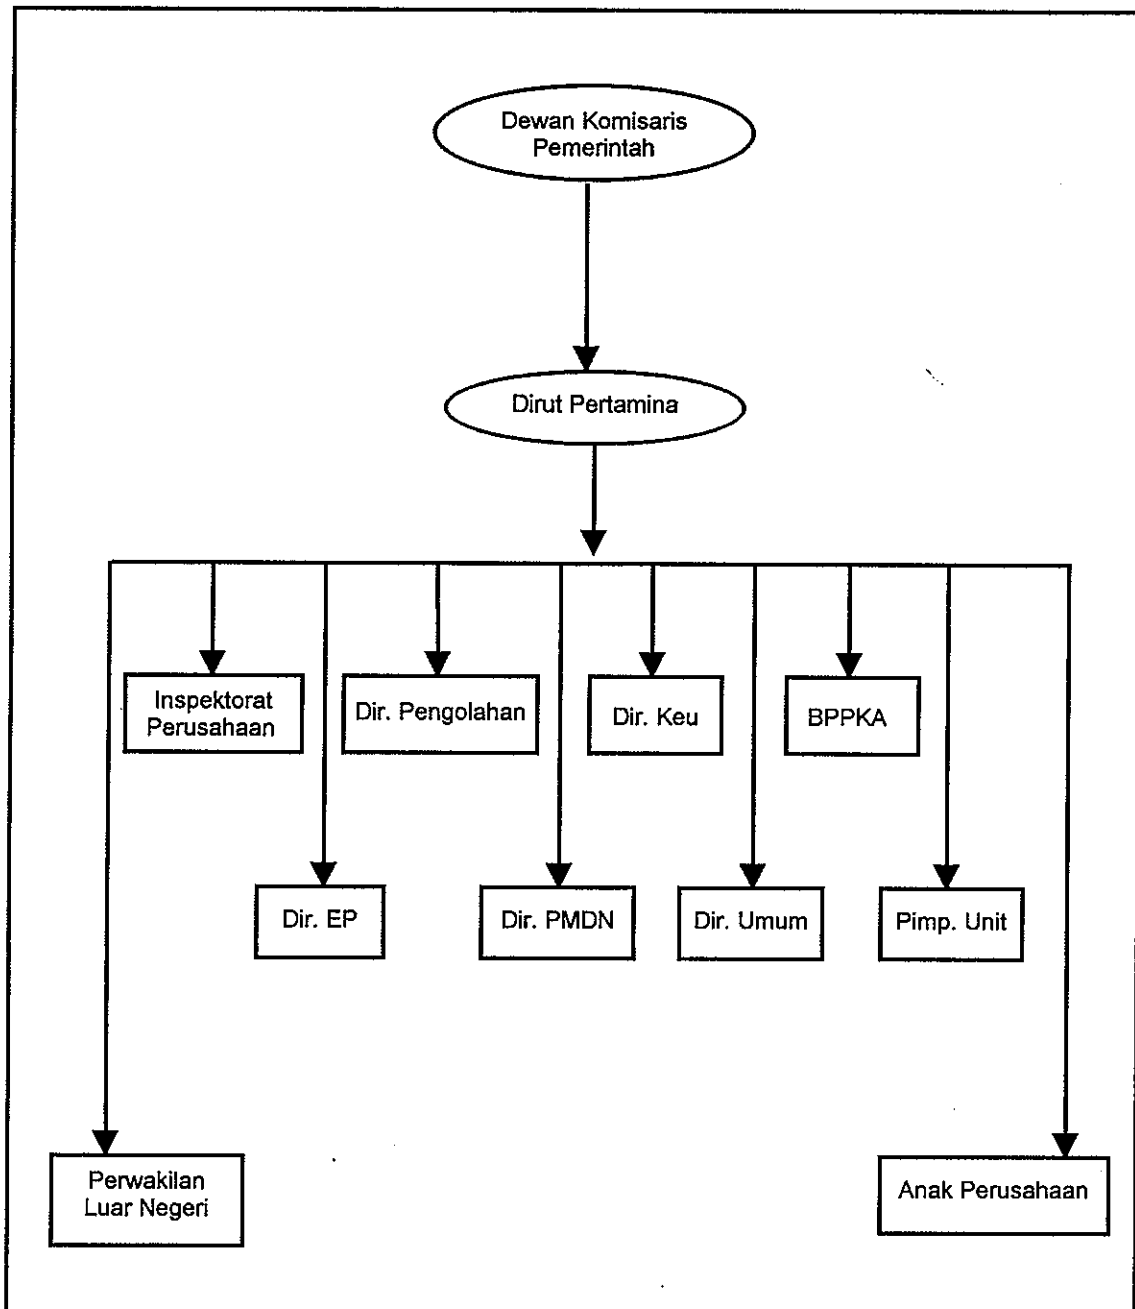 Dewan Komisaris
Pemerintah
Dirut Pertamina
Inspektorat
Perusahaan
Dir. Pengolahan
Dir. Keu
BPPKA
Dir. EP
Dir. PMDN
Dir. Umum
Pimp. Unit
Perwakilan
Luar Negeri
Anak Perusahaan